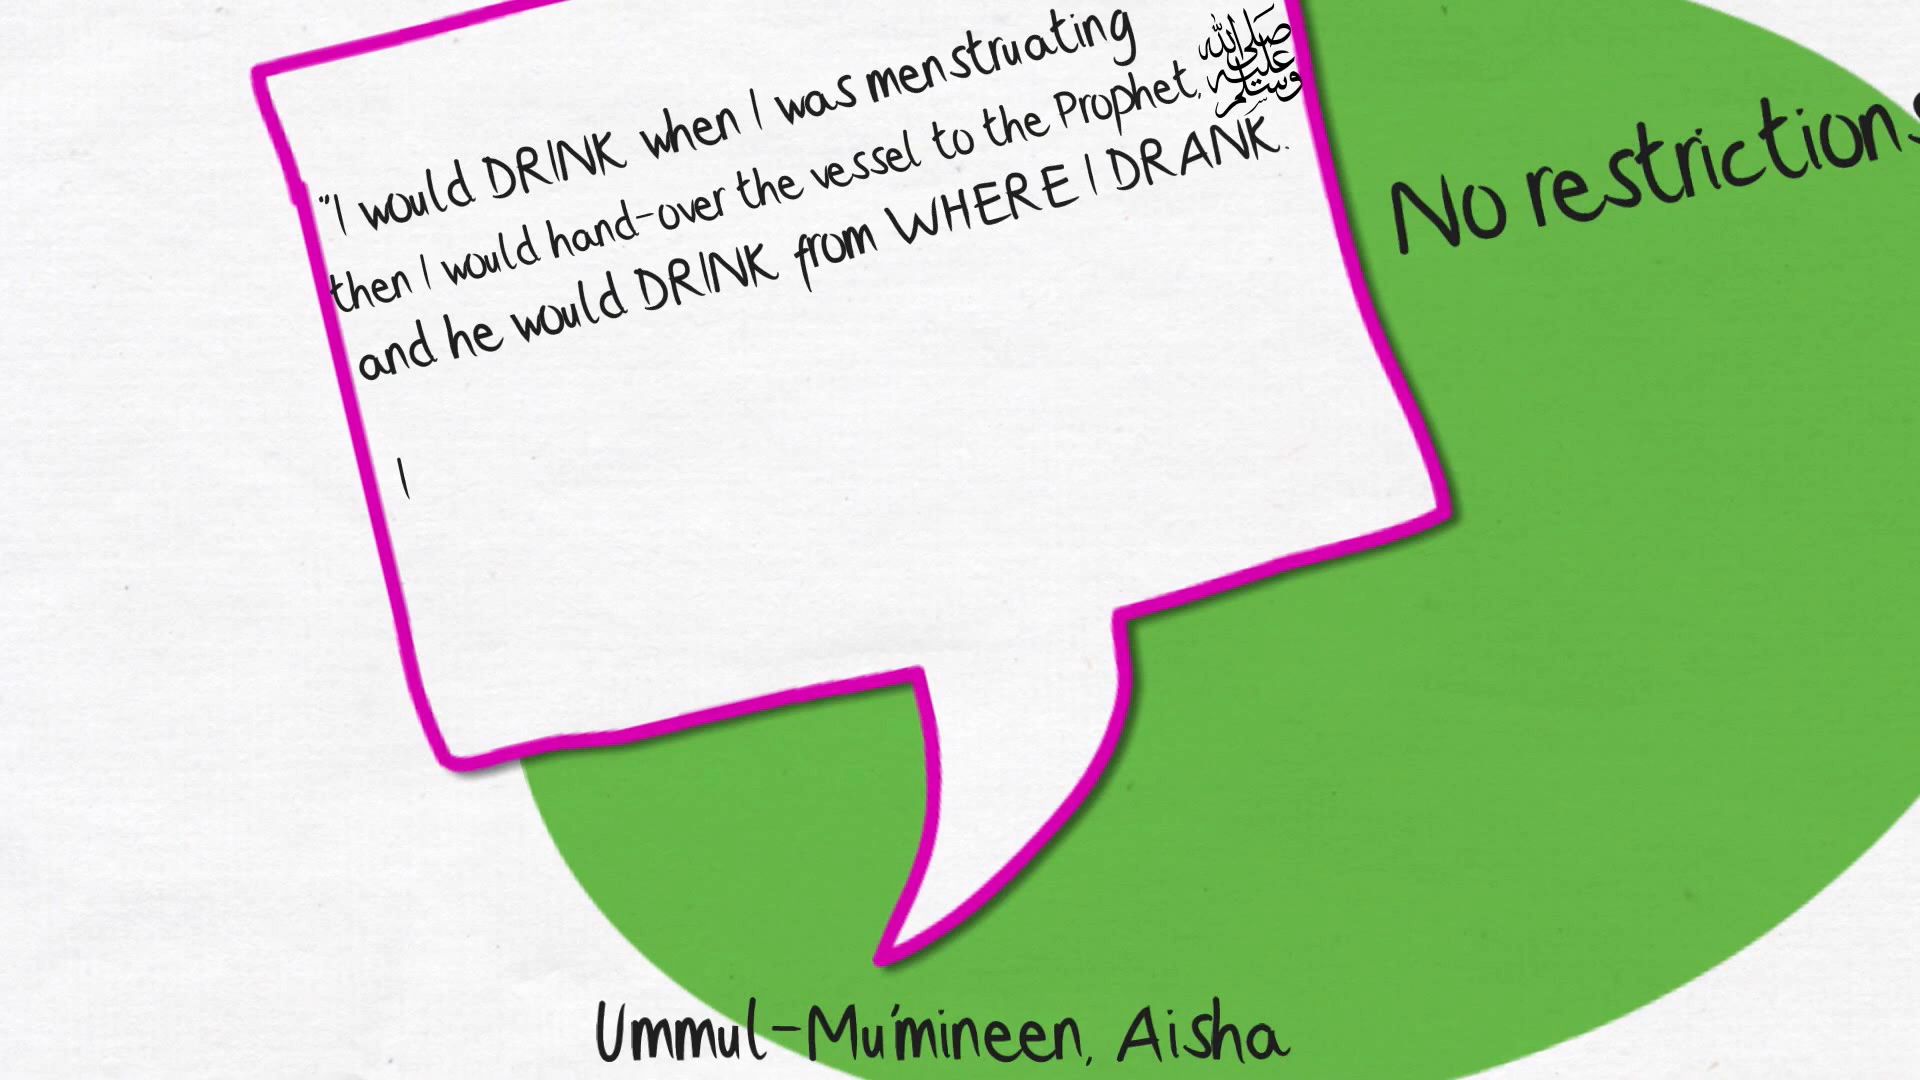 "I would DRINK when I was menstruating
then I would hand-over the vessel to the Prophet, ﷺ
and he would DRINK from WHERE I DRANK.
I
No restrictions
Ummul-Mu'mineen, Aisha